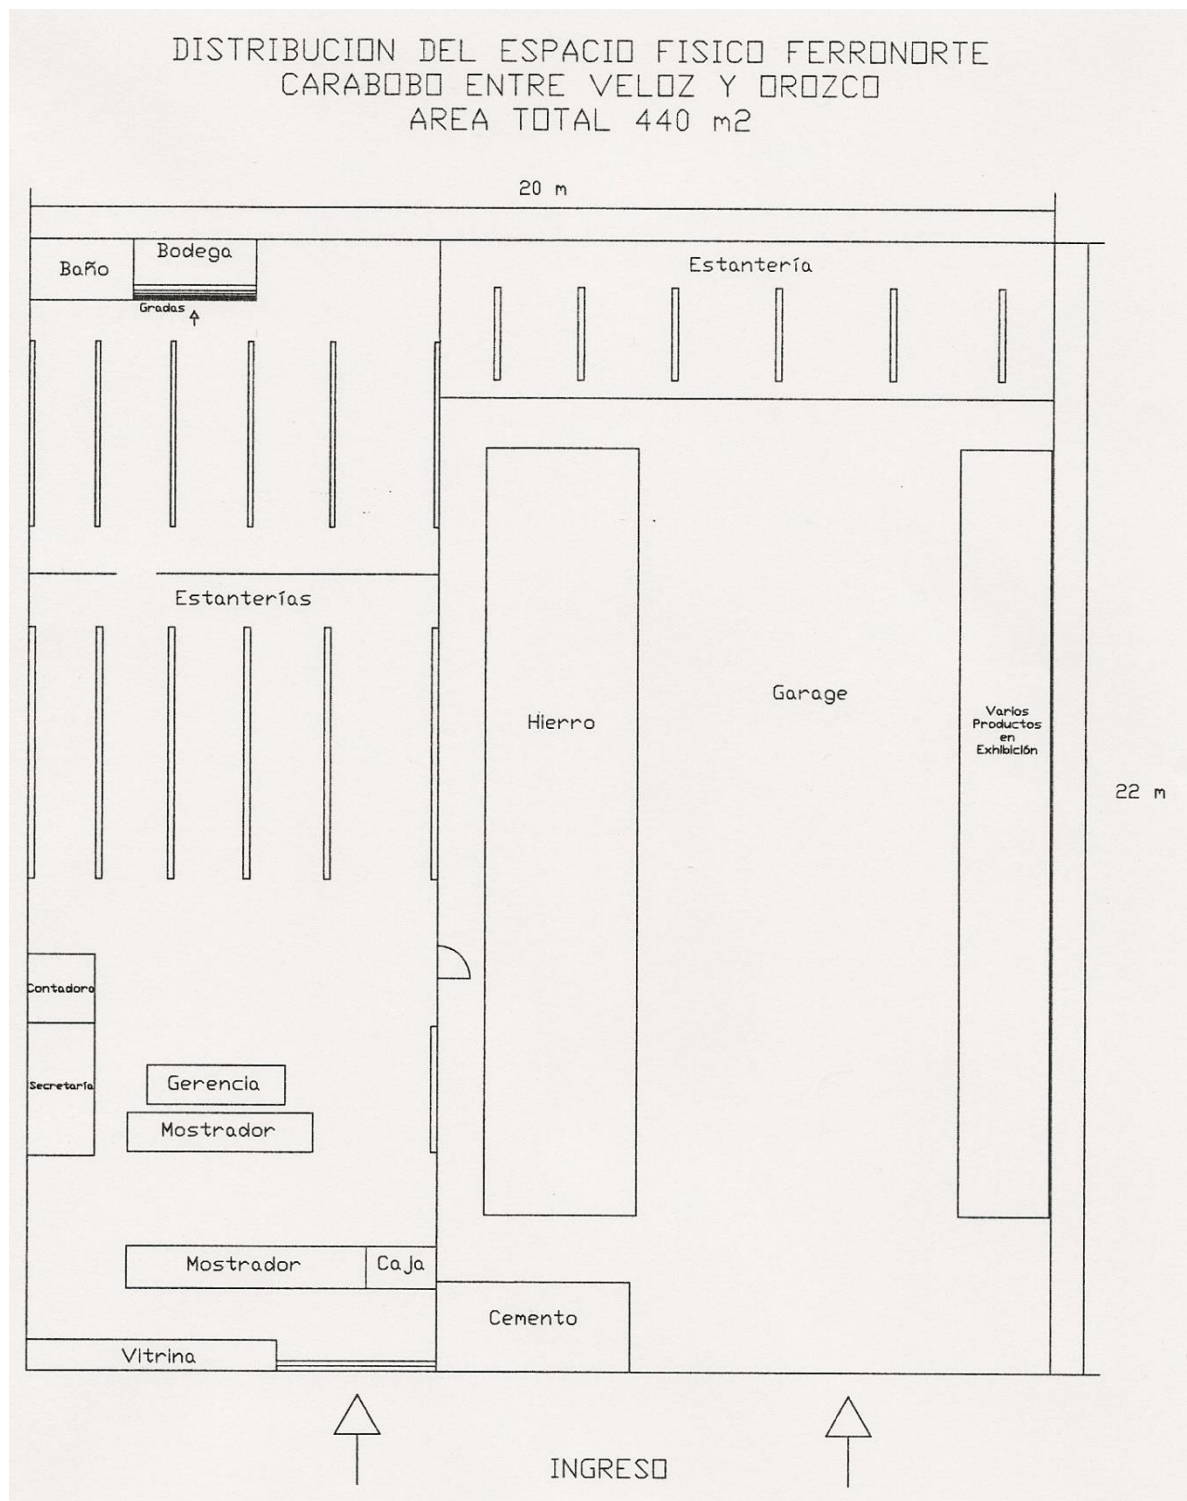 DISTRIBUCION DEL ESPACIO FISICO FERRONORTE
CARABOBO ENTRE VELOZ Y OROZCO
AREA TOTAL 440 m2
20 m
Baño
Bodega
Gradas
Estantería
Estanterías
Hierro
Garage
Varios
Productos
en
Exhibición
22 m
Contadora
Secretaría
Gerencia
Mostrador
Mostrador
Caja
Cemento
Vitrina
INGRESO